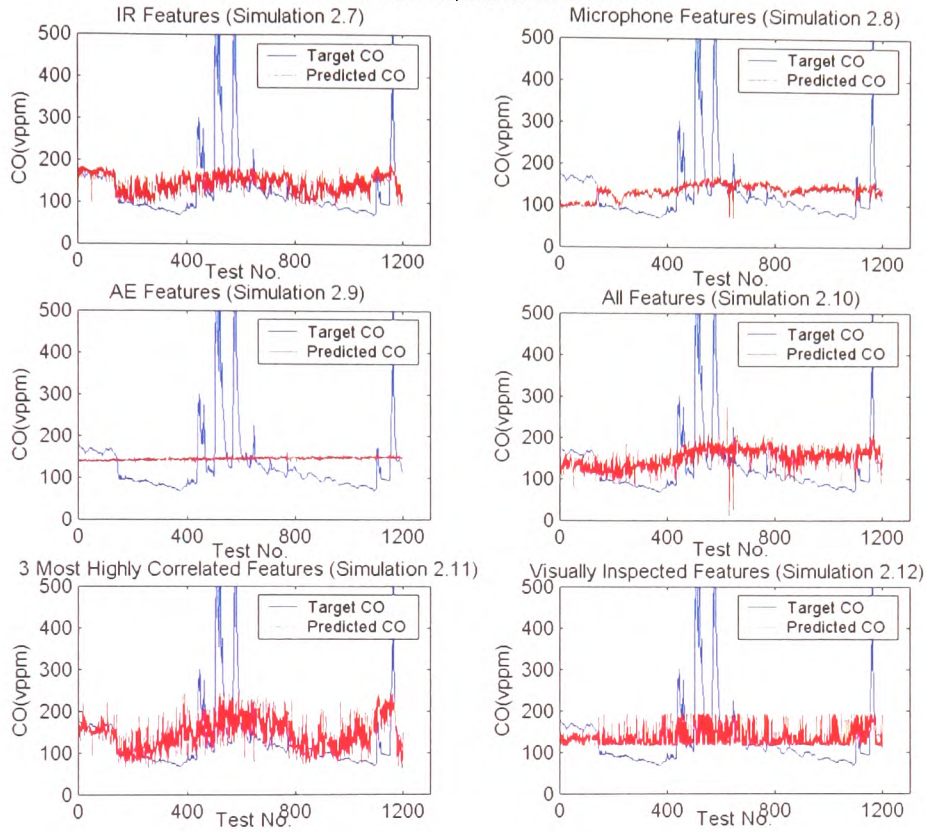 IR Features (Simulation 2.7)
500
400
300
200
100
0
CO(vppm)
Target CO
Predicted CO
0
400
800
1200
Test No.
Microphone Features (Simulation 2.8)
500
400
300
200
100
0
CO(vppm)
Target CO
Predicted CO
0
400
800
1200
Test No.
AE Features (Simulation 2.9)
500
400
300
200
100
0
CO(vppm)
Target CO
Predicted CO
0
400
800
1200
Test No.
All Features (Simulation 2.10)
500
400
300
200
100
0
CO(vppm)
Target CO
Predicted CO
0
400
800
1200
Test No.
3 Most Highly Correlated Features (Simulation 2.11)
500
400
300
200
100
0
CO(vppm)
Target CO
Predicted CO
0
400
800
1200
Test No.
Visually Inspected Features (Simulation 2.12)
500
400
300
200
100
0
CO(vppm)
Target CO
Predicted CO
0
400
800
1200
Test No.